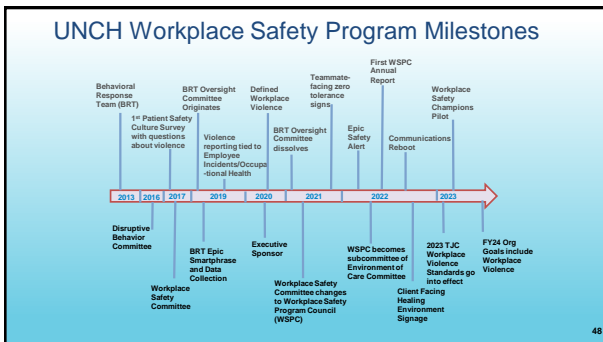 UNCH Workplace Safety Program Milestones
Behavioral
Response
Team (BRT)
1st Patient Safety
Culture Survey
with questions
about violence
BRT Oversight
Committee
Originates
Violence
reporting tied to
Employee
Incidents/Occupa
-tional Health
Defined
Workplace
Violence
BRT Oversight
Committee
dissolves
Teammate-
facing zero
tolerance
signs
Epic
Safety
Alert
First WSPC
Annual
Report
Communications
Reboot
Workplace
Safety
Champions
Pilot
2013 2016 2017 2019 2020 2021 2022 2023
Disruptive
Behavior
Committee
Workplace
Safety
Committee
BRT Epic
Smartphrase
and Data
Collection
Executive
Sponsor
Workplace Safety
Committee changes
to Workplace Safety
Program Council
(WSPC)
WSPC becomes
subcommittee of
Environment of
Care Committee
Client Facing
Healing
Environment
Signage
2023 TJC
Workplace
Violence
Standards go
into effect
FY24 Org
Goals include
Workplace
Violence
48